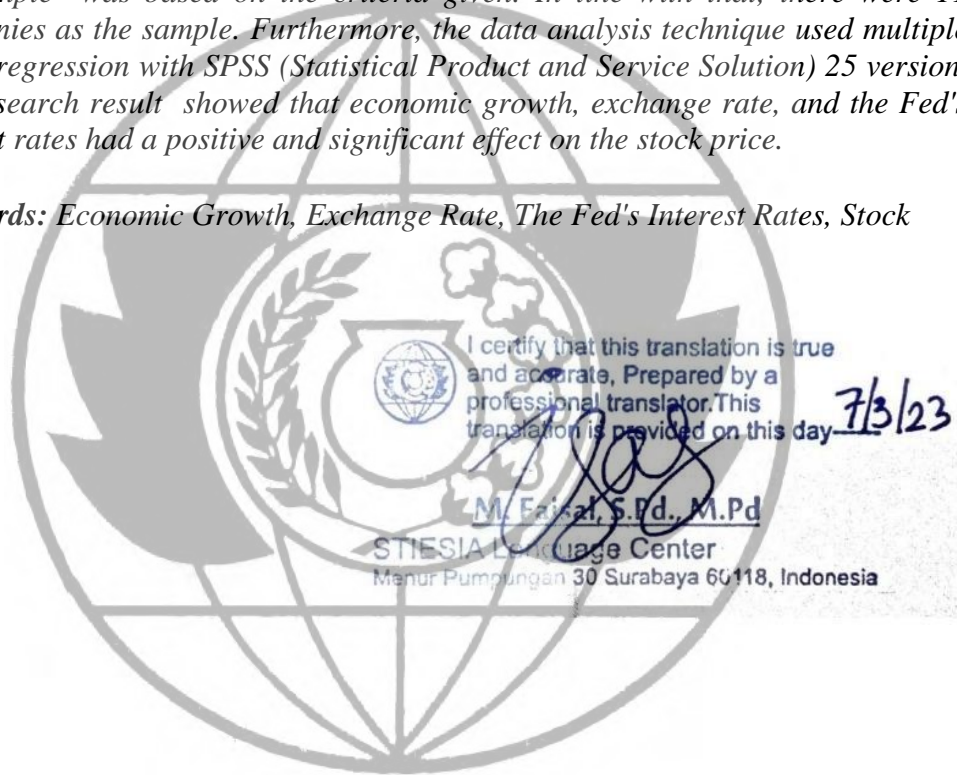 was based on the criteria given. In line with that, there were
nies as the sample. Furthermore, the data analysis technique used multiple
regression with SPSS (Statistical Product and Service Solution) 25 version
search result showed that economic growth, exchange rate, and the Fed's
t rates had a positive and significant effect on the stock price.
rds: Economic Growth, Exchange Rate, The Fed's Interest Rates, Stock
I certify that this translation is true
and accurate, Prepared by a
professional translator.This
translation is provided on this day 7/3/23
M. Faisal, S.Pd., M.Pd
STIESIA Language Center
Menur Pumpungan 30 Surabaya 60118, Indonesia